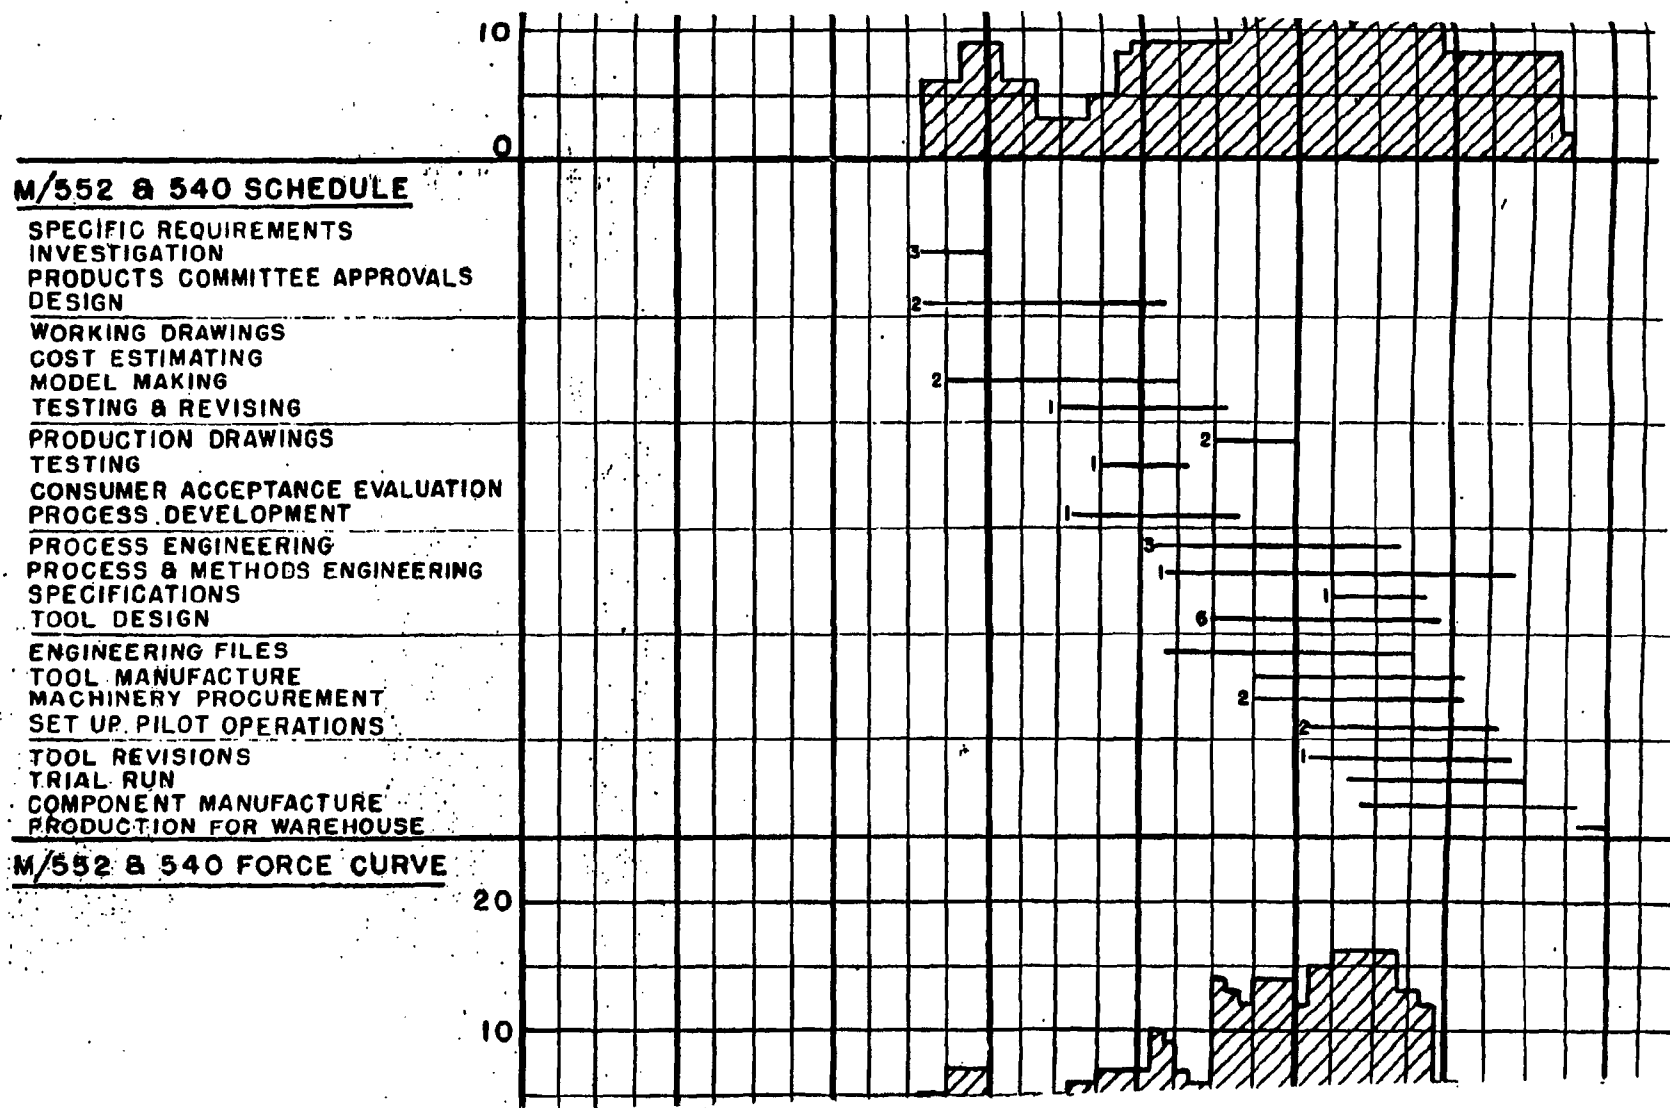 10
0
M/552 & 540 SCHEDULE
SPECIFIC REQUIREMENTS
INVESTIGATION 3
PRODUCTS COMMITTEE APPROVALS
DESIGN 2
WORKING DRAWINGS
COST ESTIMATING
MODEL MAKING 2
TESTING & REVISING 1
PRODUCTION DRAWINGS 2
TESTING 1
CONSUMER ACCEPTANCE EVALUATION
PROCESS DEVELOPMENT 1
PROCESS ENGINEERING 3
PROCESS & METHODS ENGINEERING 1
SPECIFICATIONS 1
TOOL DESIGN 6
ENGINEERING FILES
TOOL MANUFACTURE
MACHINERY PROCUREMENT 2
SET UP PILOT OPERATIONS 2
TOOL REVISIONS 1
TRIAL RUN
COMPONENT MANUFACTURE
PRODUCTION FOR WAREHOUSE
M/552 & 540 FORCE CURVE
20
10